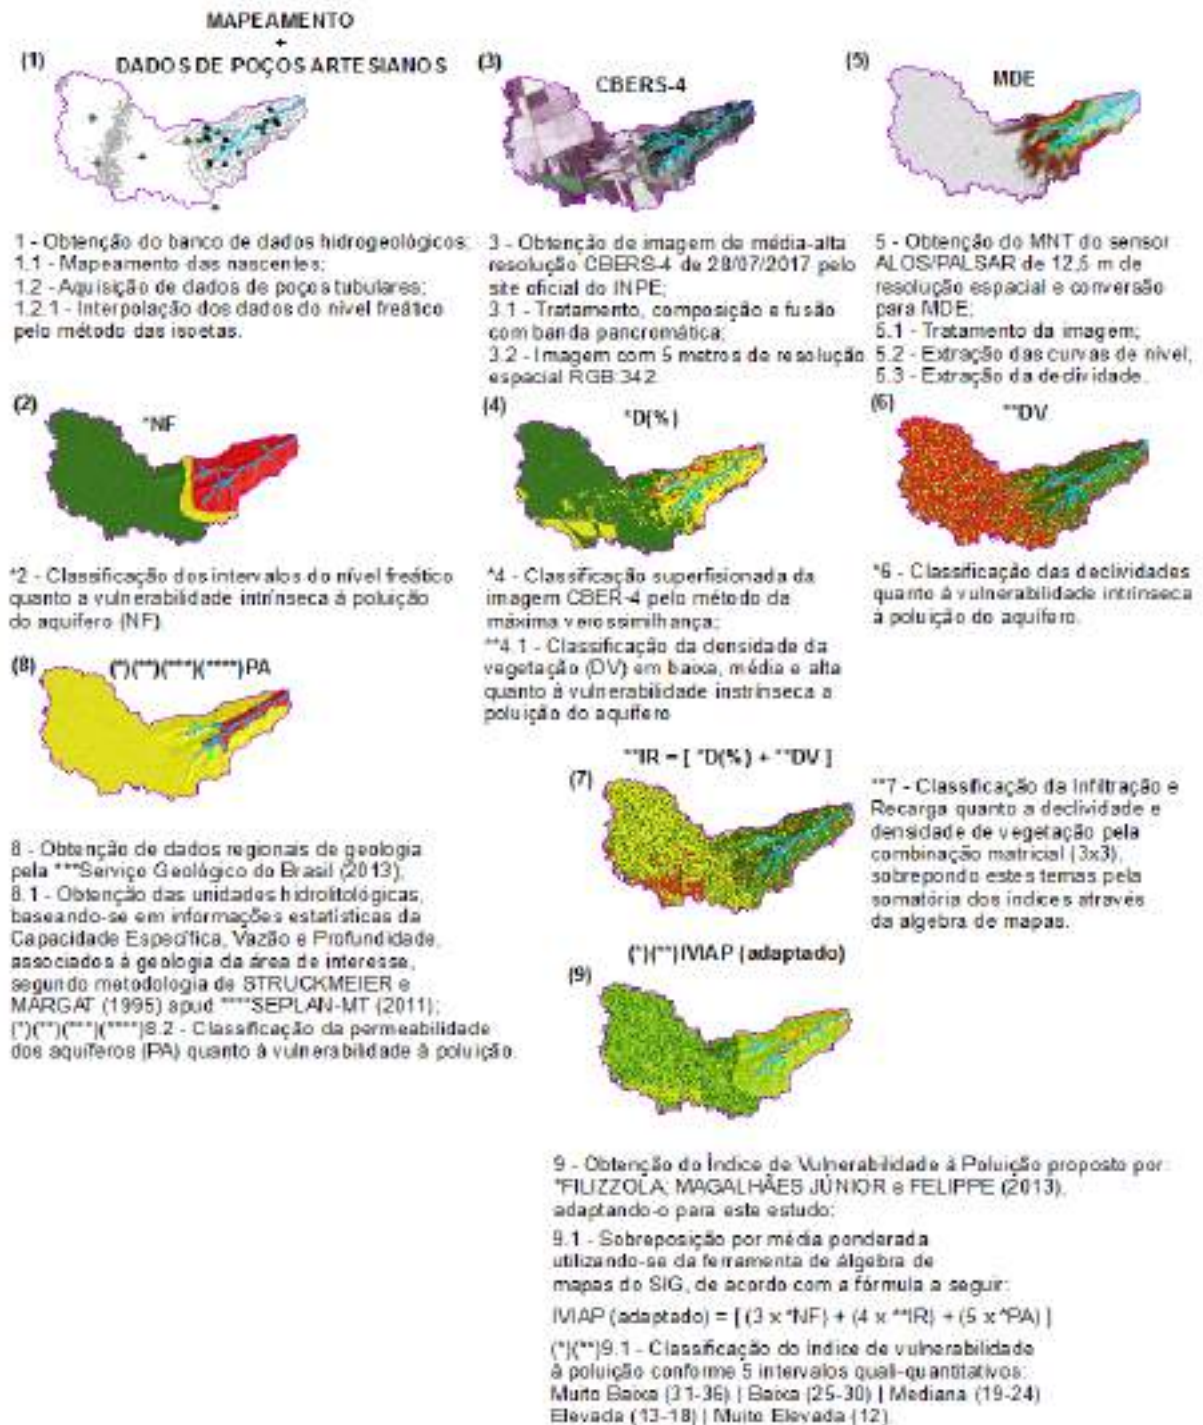 MAPEAMENTO
+
DADOS DE POÇOS ARTESIANOS
(1)
1 - Obtenção do banco de dados hidrogeológicos;
1.1 - Mapeamento das nascentes;
1.2 - Aquisição de dados de poços tubulares;
1.2.1 - Interpolação dos dados do nível freático
pelo método das isoetas.
(3)
CBERS-4
3 - Obtenção de imagem de média-alta
resolução CBERS-4 de 28/07/2017 pelo
site oficial do INPE;
3.1 - Tratamento, composição e fusão
com banda pancromática;
3.2 - Imagem com 5 metros de resolução
espacial RGB:342.
(5)
MDE
5 - Obtenção do MNT do sensor
ALOS/PALSAR de 12,5 m de
resolução espacial e conversão
para MDE;
5.1 - Tratamento da imagem;
5.2 - Extração das curvas de nível;
5.3 - Extração da declividade.
(2)
*NF
*2 - Classificação dos intervalos do nível freático
quanto a vulnerabilidade intrínseca à poluição
do aquífero (NF).
(4)
*D(%)
*4 - Classificação superfisionada da
imagem CBER-4 pelo método da
máxima verossimilhança;
**4.1 - Classificação da densidade da
vegetação (DV) em baixa, média e alta
quanto à vulnerabilidade instrínseca a
poluição do aquífero
(6)
**DV
*6 - Classificação das declividades
quanto à vulnerabilidade intrínseca
à poluição do aquífero.
(8)
(*)(**)(***)(****)PA
8 - Obtenção de dados regionais de geologia
pela ***Serviço Geológico do Brasil (2013);
8.1 - Obtenção das unidades hidrolitológicas,
baseando-se em informações estatísticas da
Capacidade Específica, Vazão e Profundidade,
associados à geologia da área de interesse,
segundo metodologia de STRUCKMEIER e
MARGAT (1995) apud ****SEPLAN-MT (2011);
(*)(**)(***)(****)8.2 - Classificação da permeabilidade
dos aquíferos (PA) quanto à vulnerabilidade à poluição.
**IR = [ *D(%) + **DV ]
(7)
**7 - Classificação da Infiltração e
Recarga quanto a declividade e
densidade de vegetação pela
combinação matricial (3x3),
sobrepondo estes temas pela
somatória dos índices através
da algebra de mapas.
(*)(**)IVIAP (adaptado)
(9)
9 - Obtenção do Índice de Vulnerabilidade à Poluição proposto por:
*FILIZZOLA; MAGALHÃES JÚNIOR e FELIPPE (2013),
adaptando-o para este estudo;
9.1 - Sobreposição por média ponderada
utilizando-se da ferramenta de álgebra de
mapas do SIG, de acordo com a fórmula a seguir:
IVIAP (adaptado) = [ (3 x *NF) + (4 x **IR) + (5 x *PA) ]
(*)(**)9.1 - Classificação do índice de vulnerabilidade
à poluição conforme 5 intervalos quali-quantitativos:
Muito Baixa (31-36) | Baixa (25-30) | Mediana (19-24)
Elevada (13-18) | Muito Elevada (12).